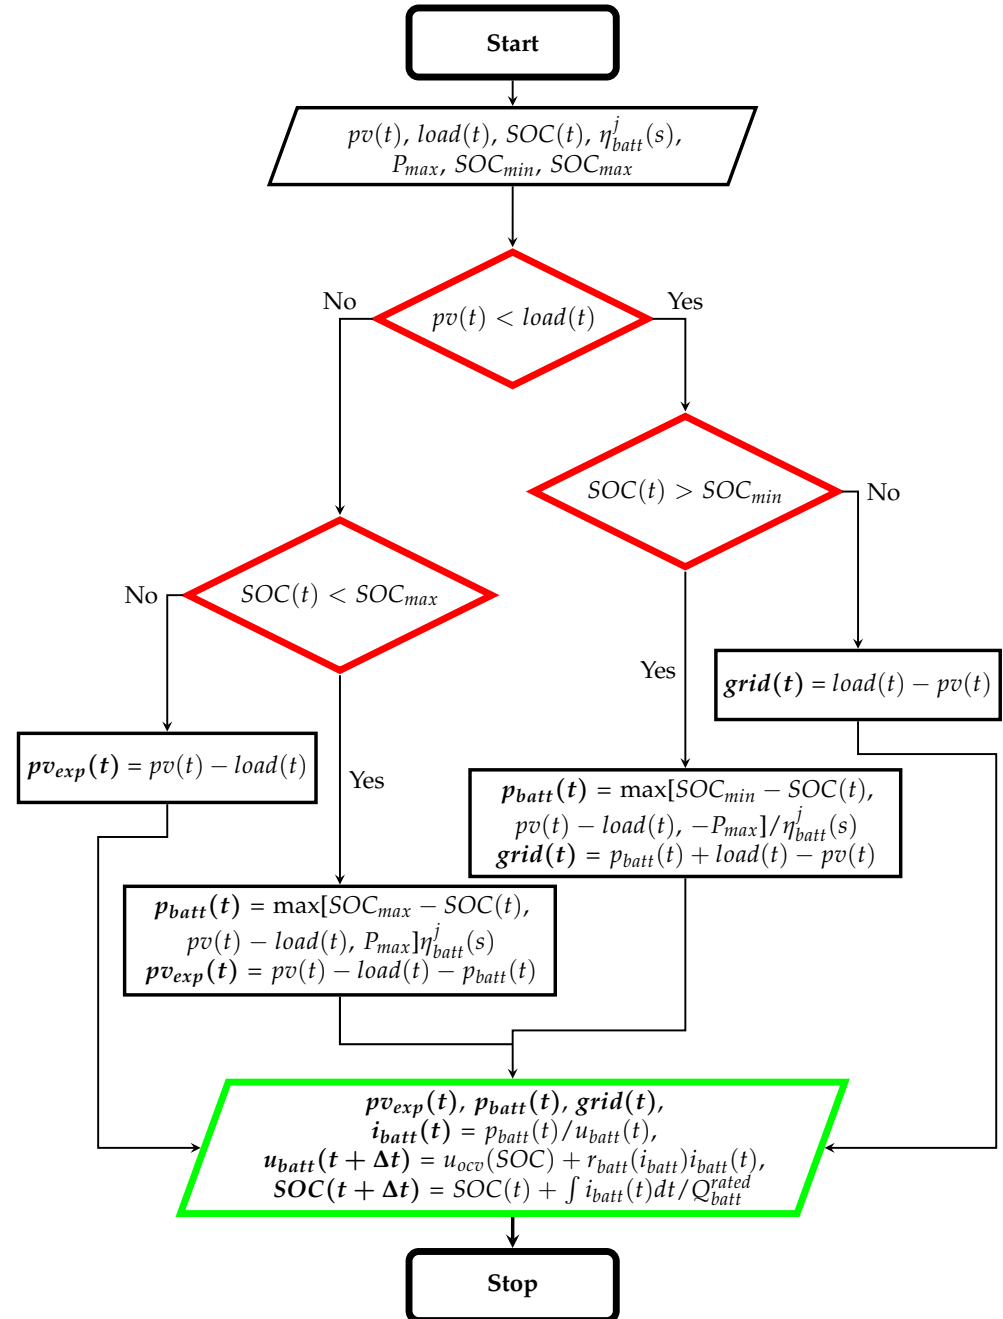 Start
pv(t), load(t), SOC(t), η^j_batt(s),
P_max, SOC_min, SOC_max
No
Yes
pv(t) < load(t)
SOC(t) > SOC_min
No
No
SOC(t) < SOC_max
Yes
grid(t) = load(t) − pv(t)
pv_exp(t) = pv(t) − load(t)
Yes
p_batt(t) = max[SOC_min − SOC(t),
pv(t) − load(t), −P_max]/η^j_batt(s)
grid(t) = p_batt(t) + load(t) − pv(t)
p_batt(t) = max[SOC_max − SOC(t),
pv(t) − load(t), P_max]η^j_batt(s)
pv_exp(t) = pv(t) − load(t) − p_batt(t)
pv_exp(t), p_batt(t), grid(t),
i_batt(t) = p_batt(t)/u_batt(t),
u_batt(t + Δt) = u_ocv(SOC) + r_batt(i_batt)i_batt(t),
SOC(t + Δt) = SOC(t) + ∫ i_batt(t)dt/Q^rated_batt
Stop